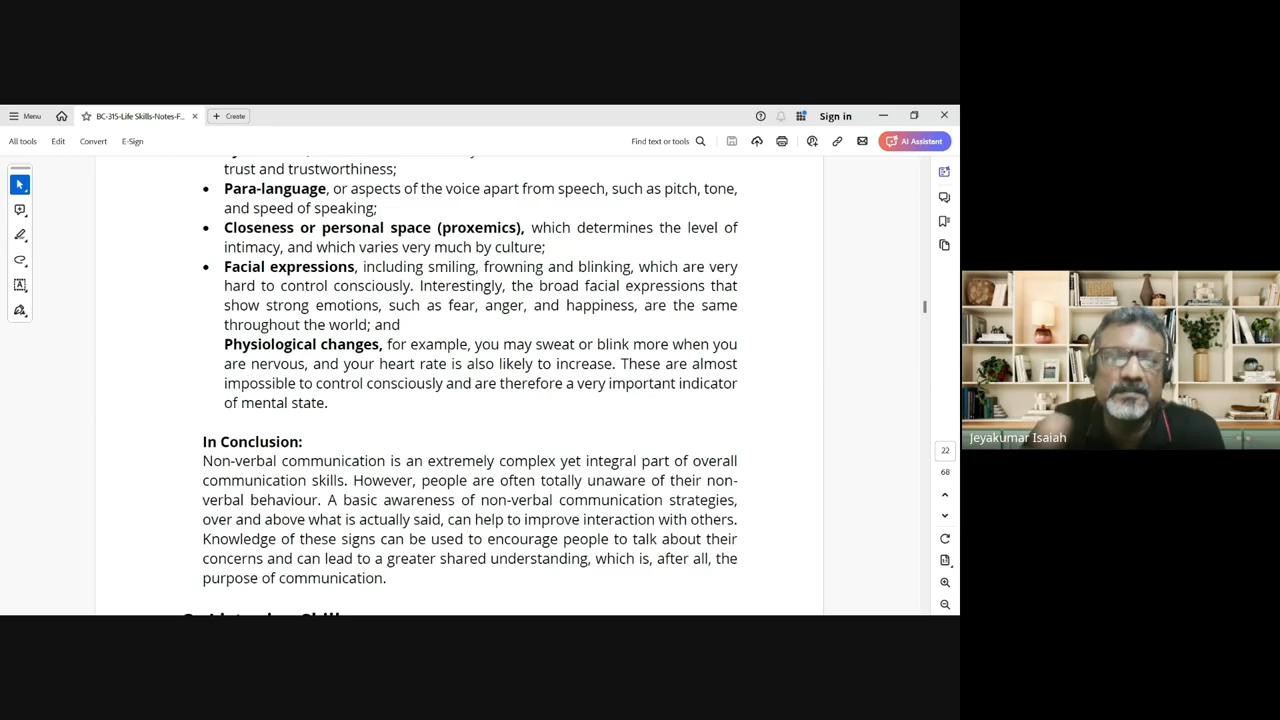 Menu
BC-315-Life Skills-Notes-F...
Create
Sign in
All tools
Edit
Convert
E-Sign
Find text or tools
AI Assistant
trust and trustworthiness;
• Para-language, or aspects of the voice apart from speech, such as pitch, tone,
and speed of speaking;
• Closeness or personal space (proxemics), which determines the level of
intimacy, and which varies very much by culture;
• Facial expressions, including smiling, frowning and blinking, which are very
hard to control consciously. Interestingly, the broad facial expressions that
show strong emotions, such as fear, anger, and happiness, are the same
throughout the world; and
Physiological changes, for example, you may sweat or blink more when you
are nervous, and your heart rate is also likely to increase. These are almost
impossible to control consciously and are therefore a very important indicator
of mental state.
In Conclusion:
Non-verbal communication is an extremely complex yet integral part of overall
communication skills. However, people are often totally unaware of their non-
verbal behaviour. A basic awareness of non-verbal communication strategies,
over and above what is actually said, can help to improve interaction with others.
Knowledge of these signs can be used to encourage people to talk about their
concerns and can lead to a greater shared understanding, which is, after all, the
purpose of communication.
22
68
Jeyakumar Isaiah